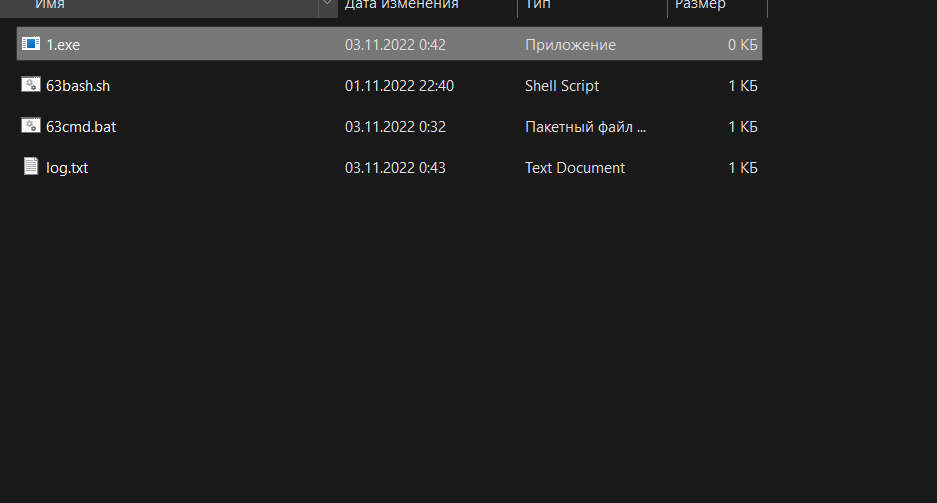 Имя Дата изменения Тип Размер
1.exe 03.11.2022 0:42 Приложение 0 КБ
63bash.sh 01.11.2022 22:40 Shell Script 1 КБ
63cmd.bat 03.11.2022 0:32 Пакетный файл ... 1 КБ
log.txt 03.11.2022 0:43 Text Document 1 КБ